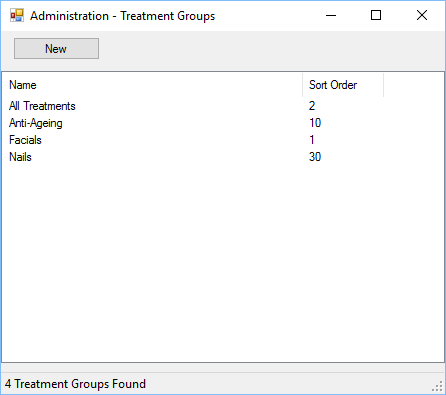 Administration - Treatment Groups
New
Name Sort Order
All Treatments 2
Anti-Ageing 10
Facials 1
Nails 30
4 Treatment Groups Found